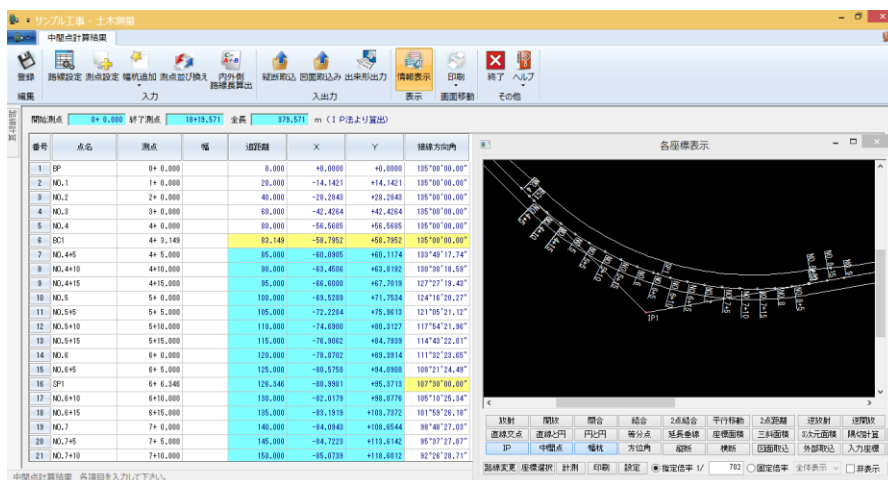 サンプル工事 - 土木測量
中間点計算結果
登録 路線設定 測点設定 幅杭追加 測点並び換え 内外側路線長算出 縦断取込 図面取込み 出来形出力 情報表示 印刷 終了 ヘルプ
編集 入力 入出力 表示 画面移動 その他
路線計算
開始測点 0+ 0.000 終了測点 18+19.571 全長 379.571 m (IP法より算出)
番号 点名 測点 幅 追距離 X Y 接線方向角
1 BP 0+ 0.000 0.000 +0.0000 +0.0000 135°00'00.00"
2 NO.1 1+ 0.000 20.000 -14.1421 +14.1421 135°00'00.00"
3 NO.2 2+ 0.000 40.000 -28.2843 +28.2843 135°00'00.00"
4 NO.3 3+ 0.000 60.000 -42.4264 +42.4264 135°00'00.00"
5 NO.4 4+ 0.000 80.000 -56.5685 +56.5685 135°00'00.00"
6 BC1 4+ 3.149 83.149 -58.7952 +58.7952 135°00'00.00"
7 NO.4+5 4+ 5.000 85.000 -60.0905 +60.1174 133°49'17.74"
8 NO.4+10 4+10.000 90.000 -63.4506 +63.8192 130°38'18.59"
9 NO.4+15 4+15.000 95.000 -66.6000 +67.7019 127°27'19.43"
10 NO.5 5+ 0.000 100.000 -69.5289 +71.7534 124°16'20.27"
11 NO.5+5 5+ 5.000 105.000 -72.2284 +75.9613 121°05'21.12"
12 NO.5+10 5+10.000 110.000 -74.6900 +80.3127 117°54'21.96"
13 NO.5+15 5+15.000 115.000 -76.9062 +84.7939 114°43'22.81"
14 NO.6 6+ 0.000 120.000 -78.8702 +89.3914 111°32'23.65"
15 NO.6+5 6+ 5.000 125.000 -80.5758 +94.0908 108°21'24.49"
16 SP1 6+ 6.346 126.346 -80.9901 +95.3713 107°30'00.00"
17 NO.6+10 6+10.000 130.000 -82.0179 +98.8776 105°10'25.34"
18 NO.6+15 6+15.000 135.000 -83.1919 +103.7372 101°59'26.18"
19 NO.7 7+ 0.000 140.000 -84.0943 +108.6544 98°48'27.03"
20 NO.7+5 7+ 5.000 145.000 -84.7223 +113.6142 95°37'27.87"
21 NO.7+10 7+10.000 150.000 -85.0739 +118.6012 92°26'28.71"
各座標表示
IP1
放射 開放 閉合 結合 2点結合 平行移動 2点距離 逆放射 逆開放
直線交点 直線と円 円と円 等分点 延長垂線 座標面積 三斜面積 3次元面積 隅切計算
IP 中間点 幅杭 方位角 縦断 横断 図面取込 外部取込 入力座標
路線変更 座標選択 計測 印刷 設定 指定倍率 1/ 702 固定倍率 全体表示 非表示
中間点計算結果 各項目を入力して下さい。